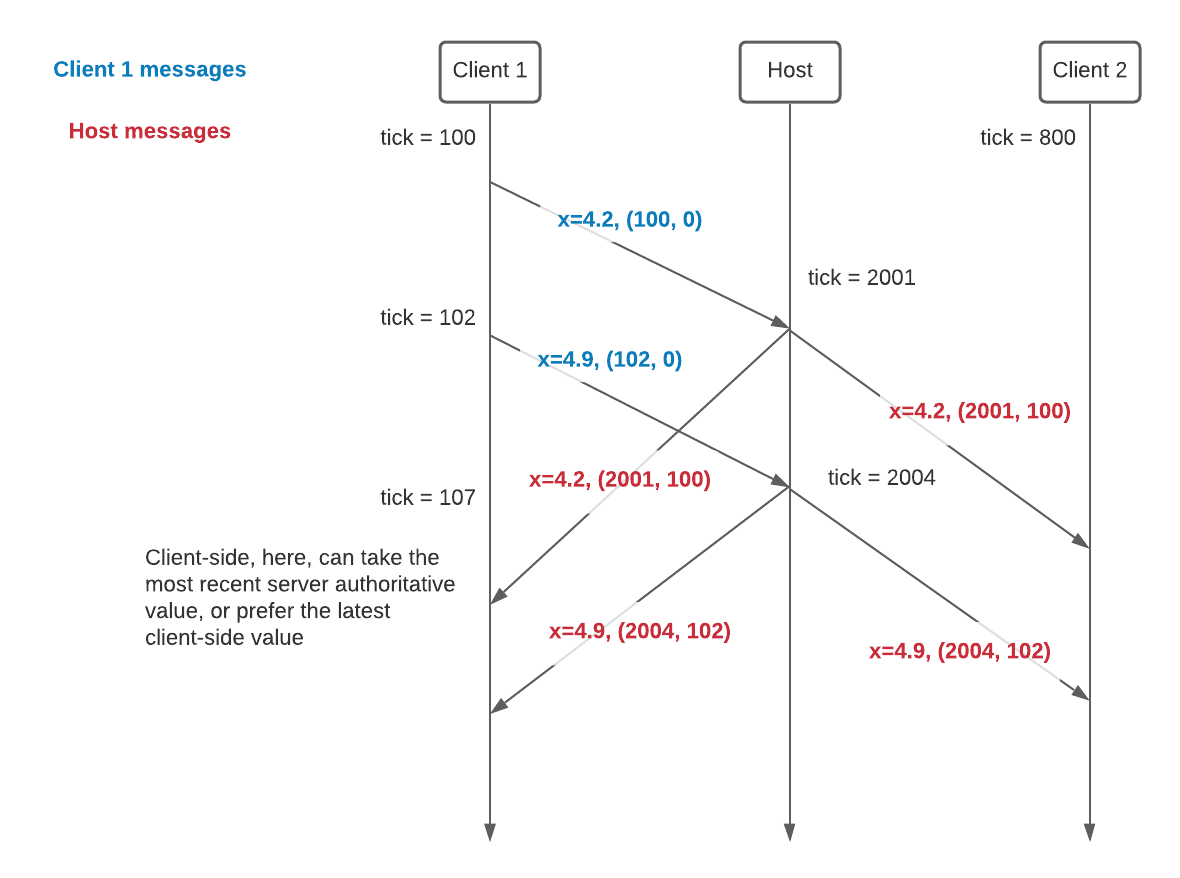 Client 1 messages
Host messages
Client 1
Host
Client 2
tick = 100
tick = 800
x=4.2, (100, 0)
tick = 2001
tick = 102
x=4.9, (102, 0)
x=4.2, (2001, 100)
x=4.2, (2001, 100)
tick = 2004
tick = 107
Client-side, here, can take the
most recent server authoritative
value, or prefer the latest
client-side value
x=4.9, (2004, 102)
x=4.9, (2004, 102)